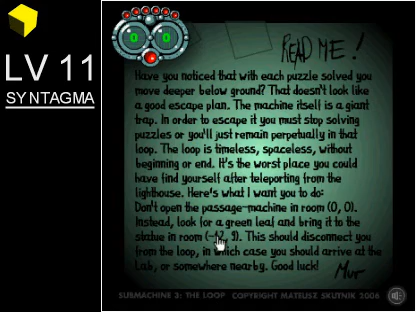 LV 11
SYNTAGMA
0 0
READ ME!
Have you noticed that with each puzzle solved you
move deeper below ground? That doesn't look like
a good escape plan. The machine itself is a giant
trap. In order to escape it you must stop solving
puzzles or you'll just remain perpetually in that
loop. The loop is timeless, spaceless, without
beginning or end. It's the worst place you could
have find yourself after teleporting from the
lighthouse. Here's what I want you to do:
Don't open the passage-machine in room (0, 0).
Instead, look for a green leaf and bring it to the
statue in room 9). This should disconnect you
from the loop, in which case you should arrive at the
Lab, or somewhere nearby. Good luck!
Mur
SUBMACHINE 3: THE LOOP COPYRIGHT MATEUSZ SKUTNIK 2006